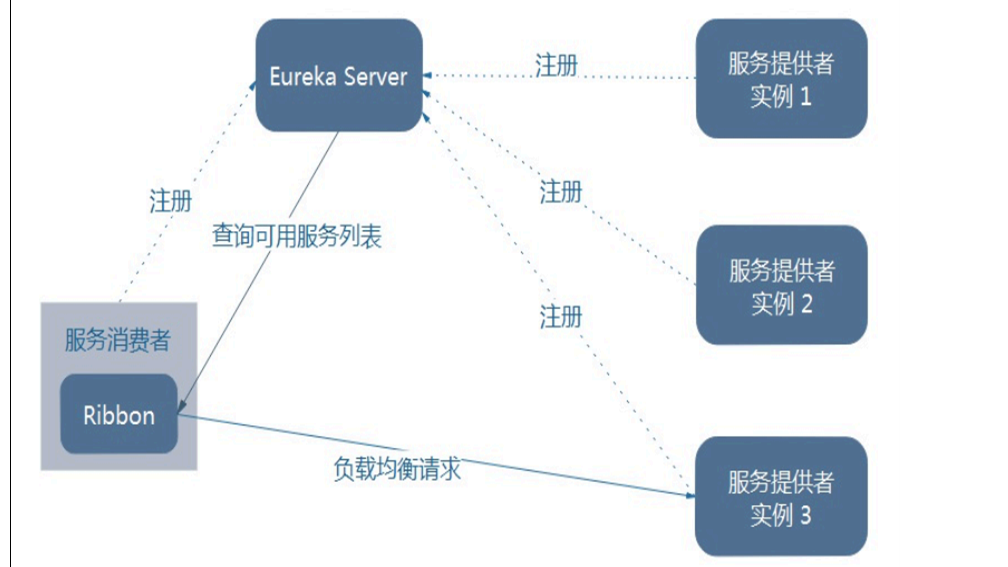 Eureka Server
注册
服务提供者
实例 1
注册
注册
查询可用服务列表
服务提供者
实例 2
注册
服务消费者
Ribbon
负载均衡请求
服务提供者
实例 3